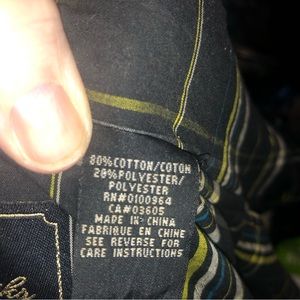 80%COTTON/COTON
20%POLYESTER/
POLYESTER
RN#0100964
CA#03605
MADE IN CHINA
FABRIQUE EN CHINE
SEE REVERSE FOR
CARE INSTRUCTIONS